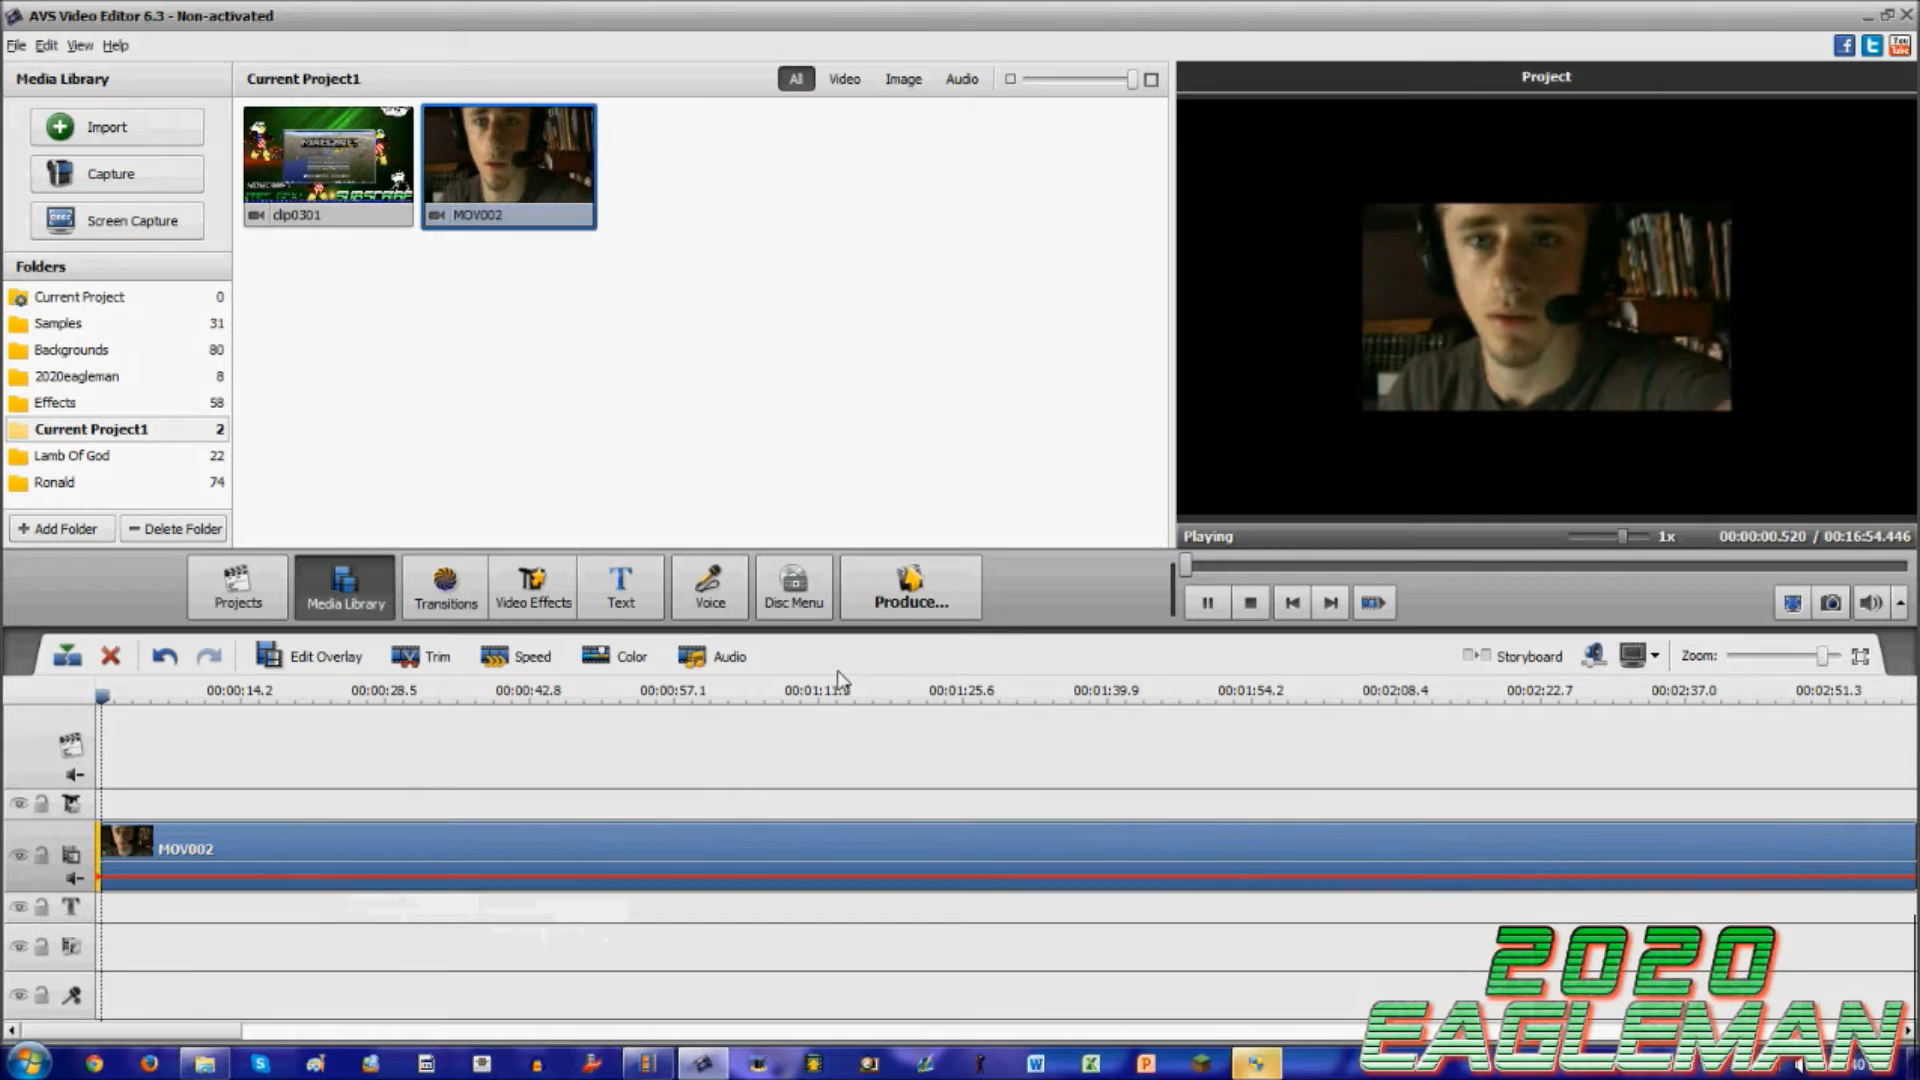 AVS Video Editor 6.3 - Non-activated
File Edit View Help
Media Library
Current Project1
All Video Image Audio
Project
Import
Capture
Screen Capture
SUBSCRIBE
clip0301
MOV002
Folders
Current Project 0
Samples 31
Backgrounds 80
2020eagleman 8
Effects 58
Current Project1 2
Lamb Of God 22
Ronald 74
Add Folder
Delete Folder
Playing
1x
00:00:00.520 / 00:16:54.446
Projects
Media Library
Transitions
Video Effects
Text
Voice
Disc Menu
Produce...
Edit Overlay
Trim
Speed
Color
Audio
Storyboard
Zoom:
00:00:14.2 00:00:28.5 00:00:42.8 00:00:57.1 00:01:25.6 00:01:39.9 00:01:54.2 00:02:08.4 00:02:22.7 00:02:37.0 00:02:51.3
MOV002
2020
EAGLEMAN